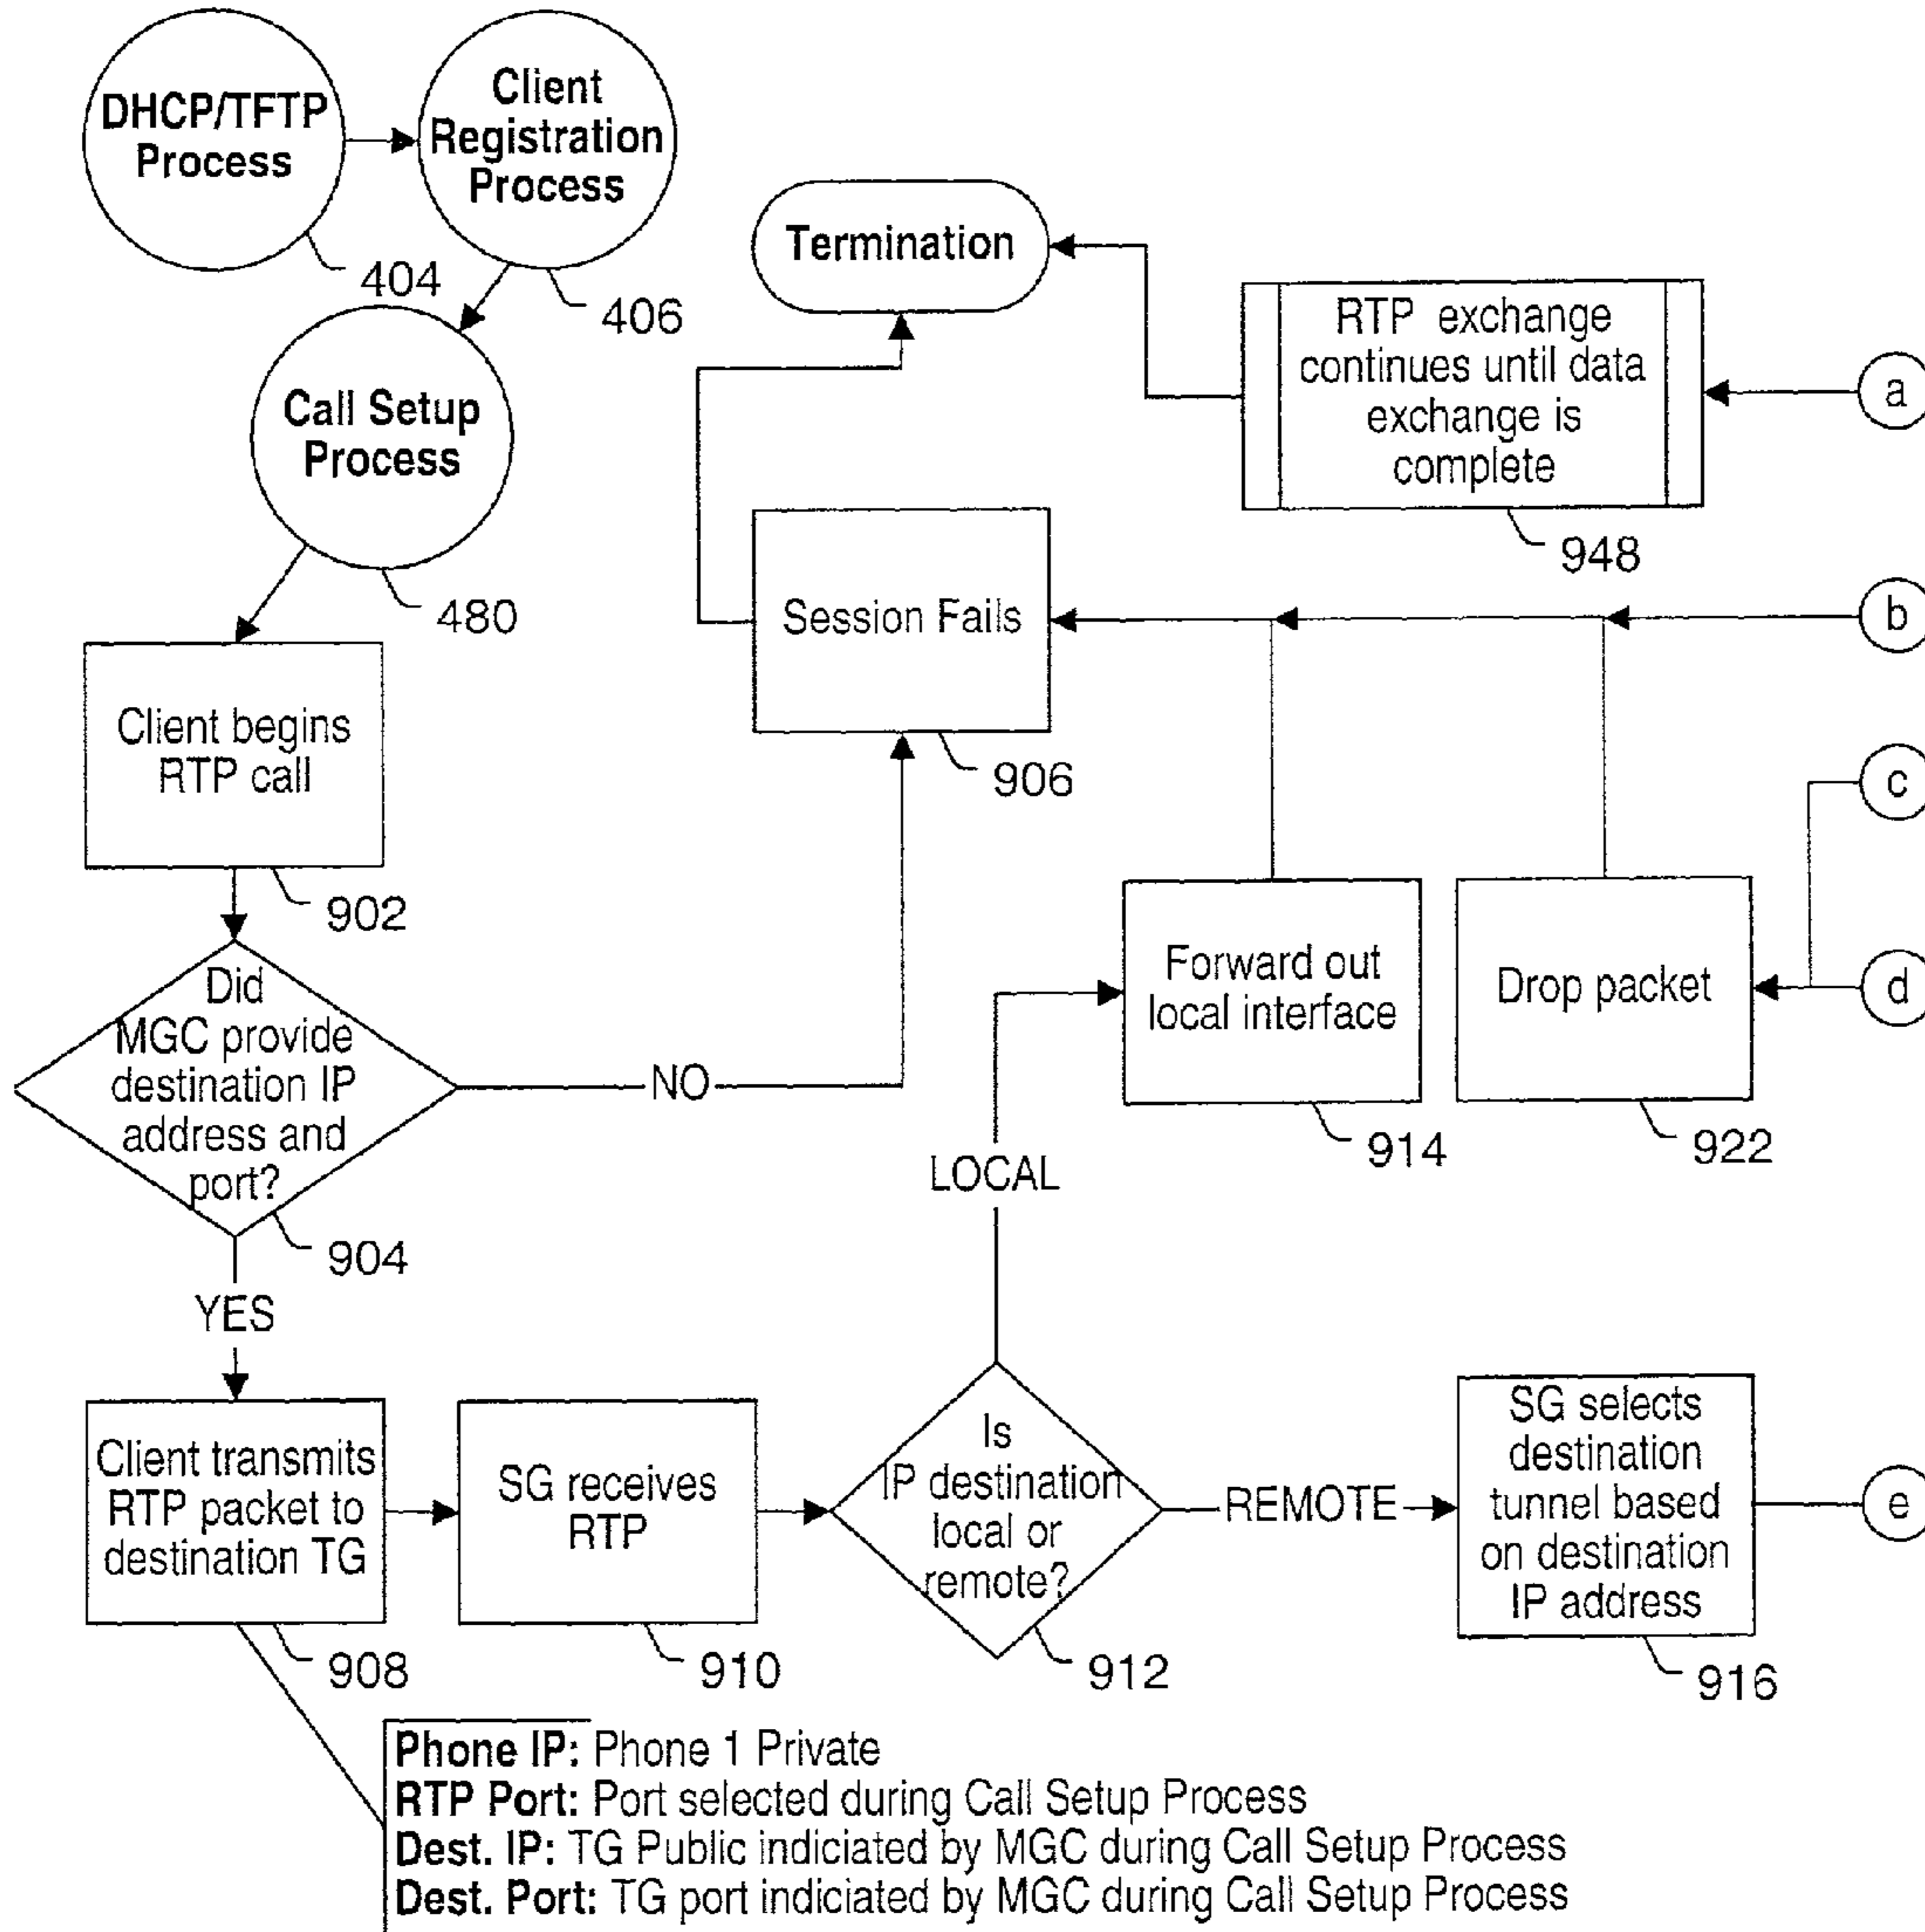 DHCP/TFTP
Process
404
Client
Registration
Process
406
Call Setup
Process
480
Termination
RTP exchange
continues until data
exchange is
complete
948
a
Session Fails
906
b
Client begins
RTP call
902
c
Did
MGC provide
destination IP
address and
port?
904
NO
YES
Forward out
local interface
914
Drop packet
922
d
LOCAL
Client transmits
RTP packet to
destination TG
908
SG receives
RTP
910
Is
IP destination
local or
remote?
912
REMOTE
SG selects
destination
tunnel based
on destination
IP address
916
e
Phone IP: Phone 1 Private
RTP Port: Port selected during Call Setup Process
Dest. IP: TG Public indiciated by MGC during Call Setup Process
Dest. Port: TG port indiciated by MGC during Call Setup Process